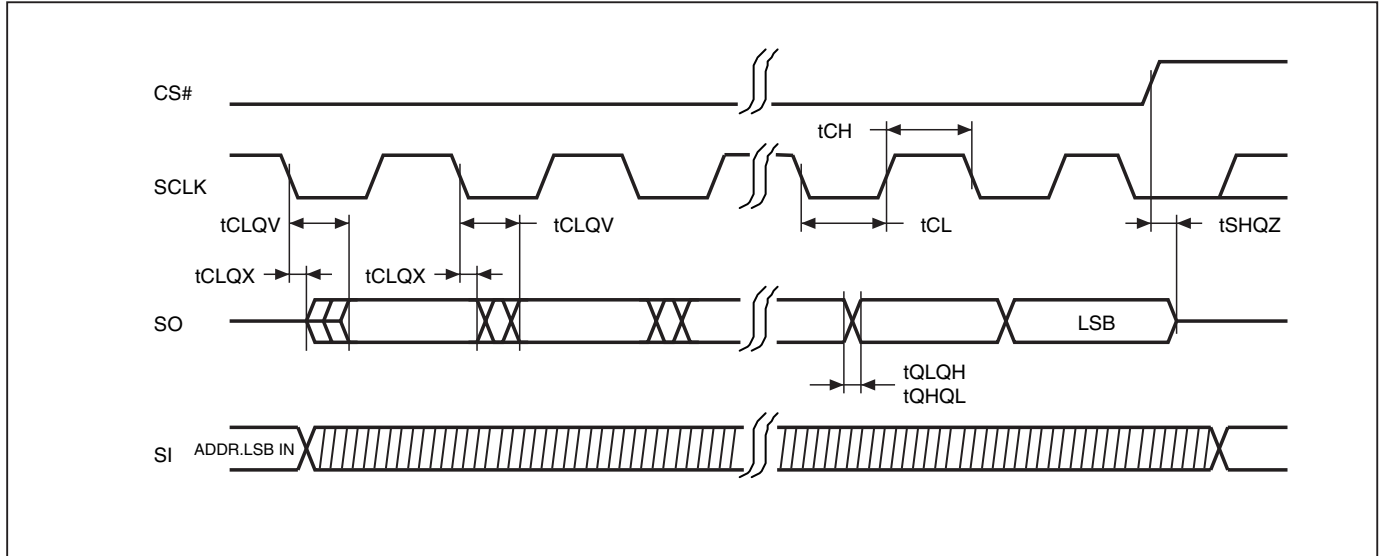 CS#
tCH
SCLK
tCLQV
tCLQV
tCL
tSHQZ
tCLQX
tCLQX
SO
LSB
tQLQH
tQHQL
SI
ADDR.LSB IN